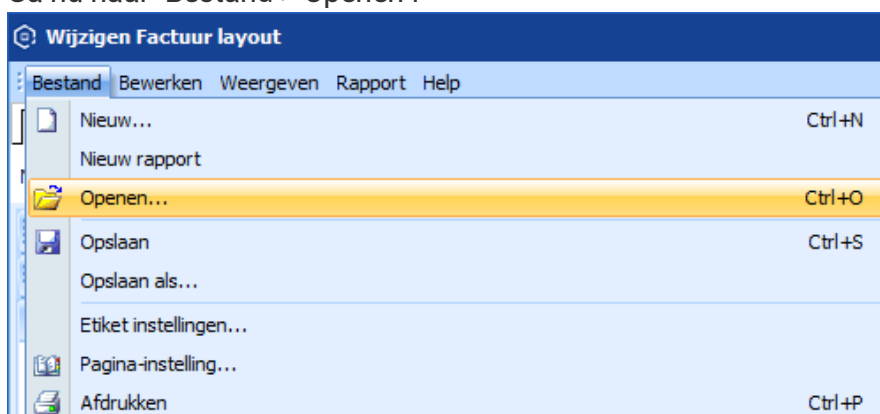 Wijzigen Factuur layout
Bestand Bewerken Weergeven Rapport Help
Nieuw... Ctrl+N
Nieuw rapport
Openen... Ctrl+O
Opslaan Ctrl+S
Opslaan als...
Etiket instellingen...
Pagina-instelling...
Afdrukken Ctrl+P